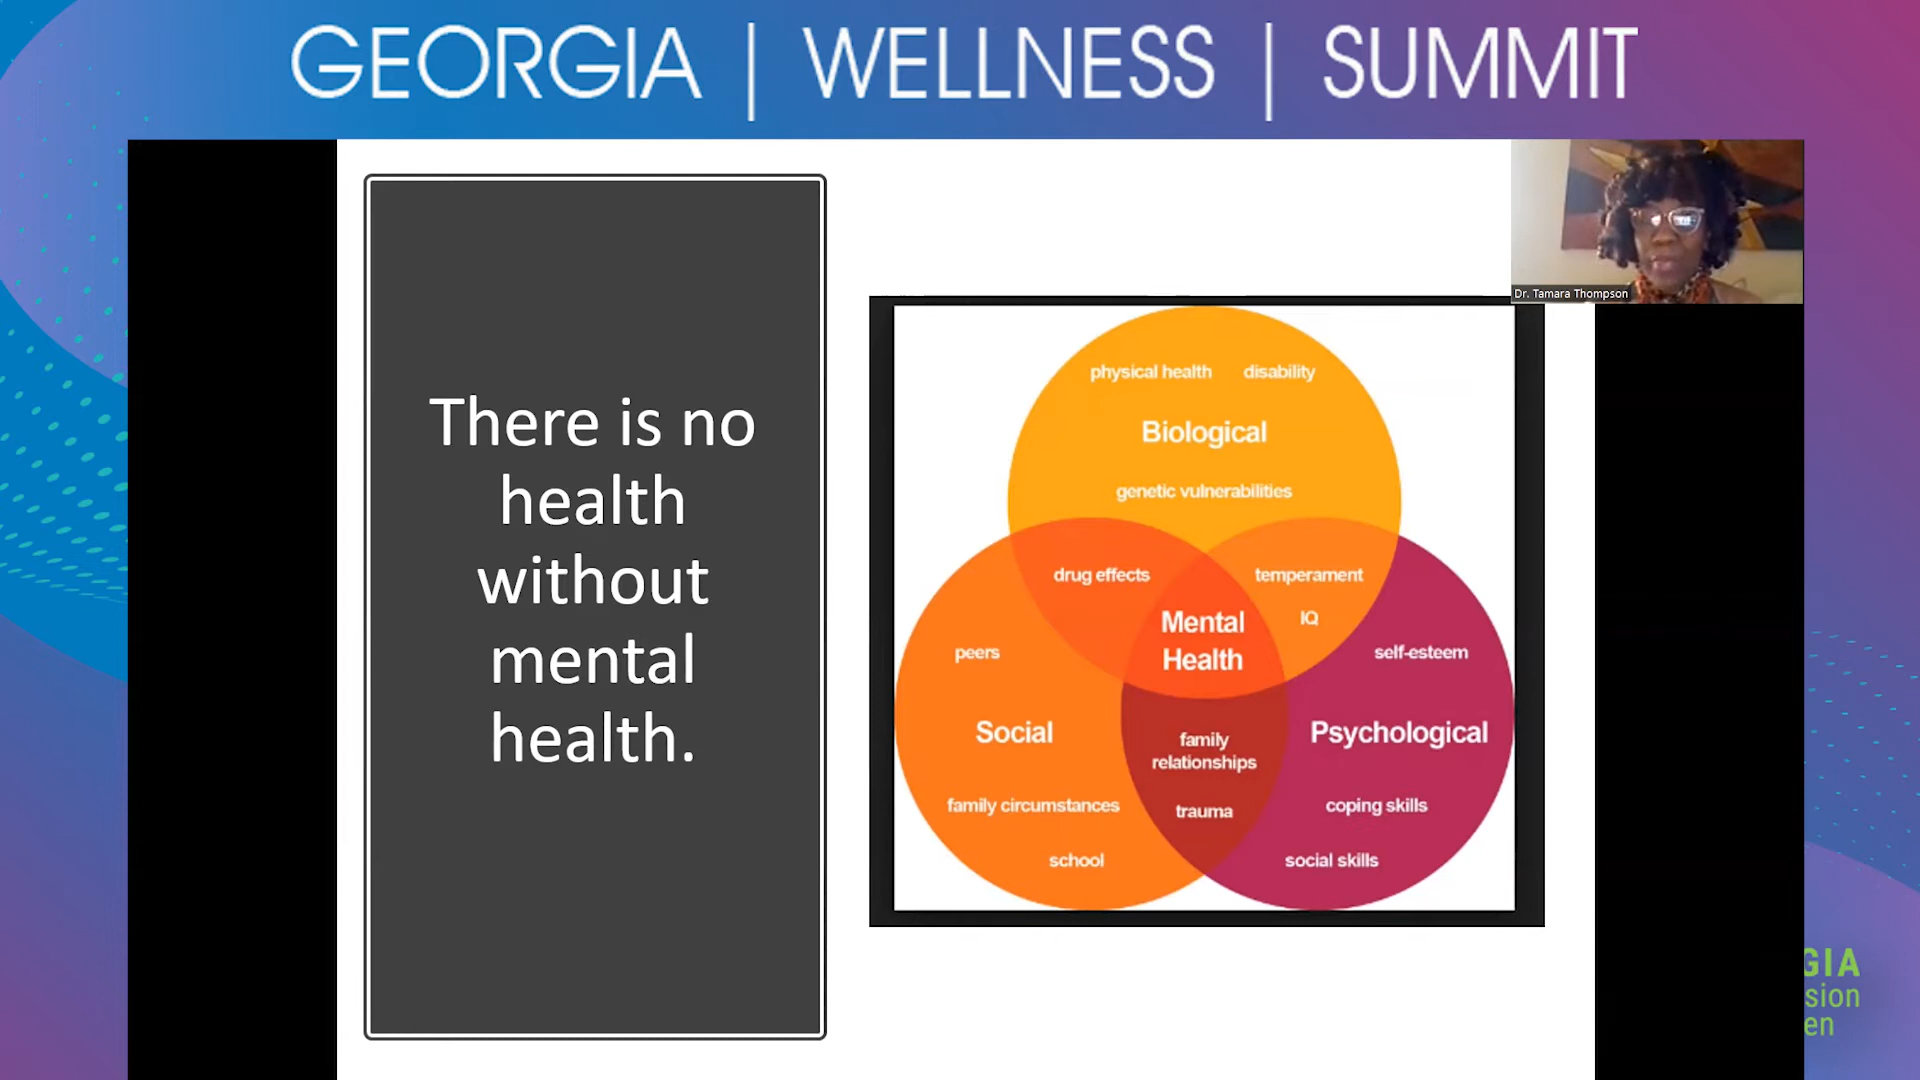 GEORGIA | WELLNESS | SUMMIT
There is no
health
without
mental
health.
Dr. Tamara Thompson
physical health disability
Biological
genetic vulnerabilities
drug effects
temperament
IQ
Mental
Health
peers
Social
family circumstances
school
family
relationships
trauma
self-esteem
Psychological
coping skills
social skills
GIA
sion
en